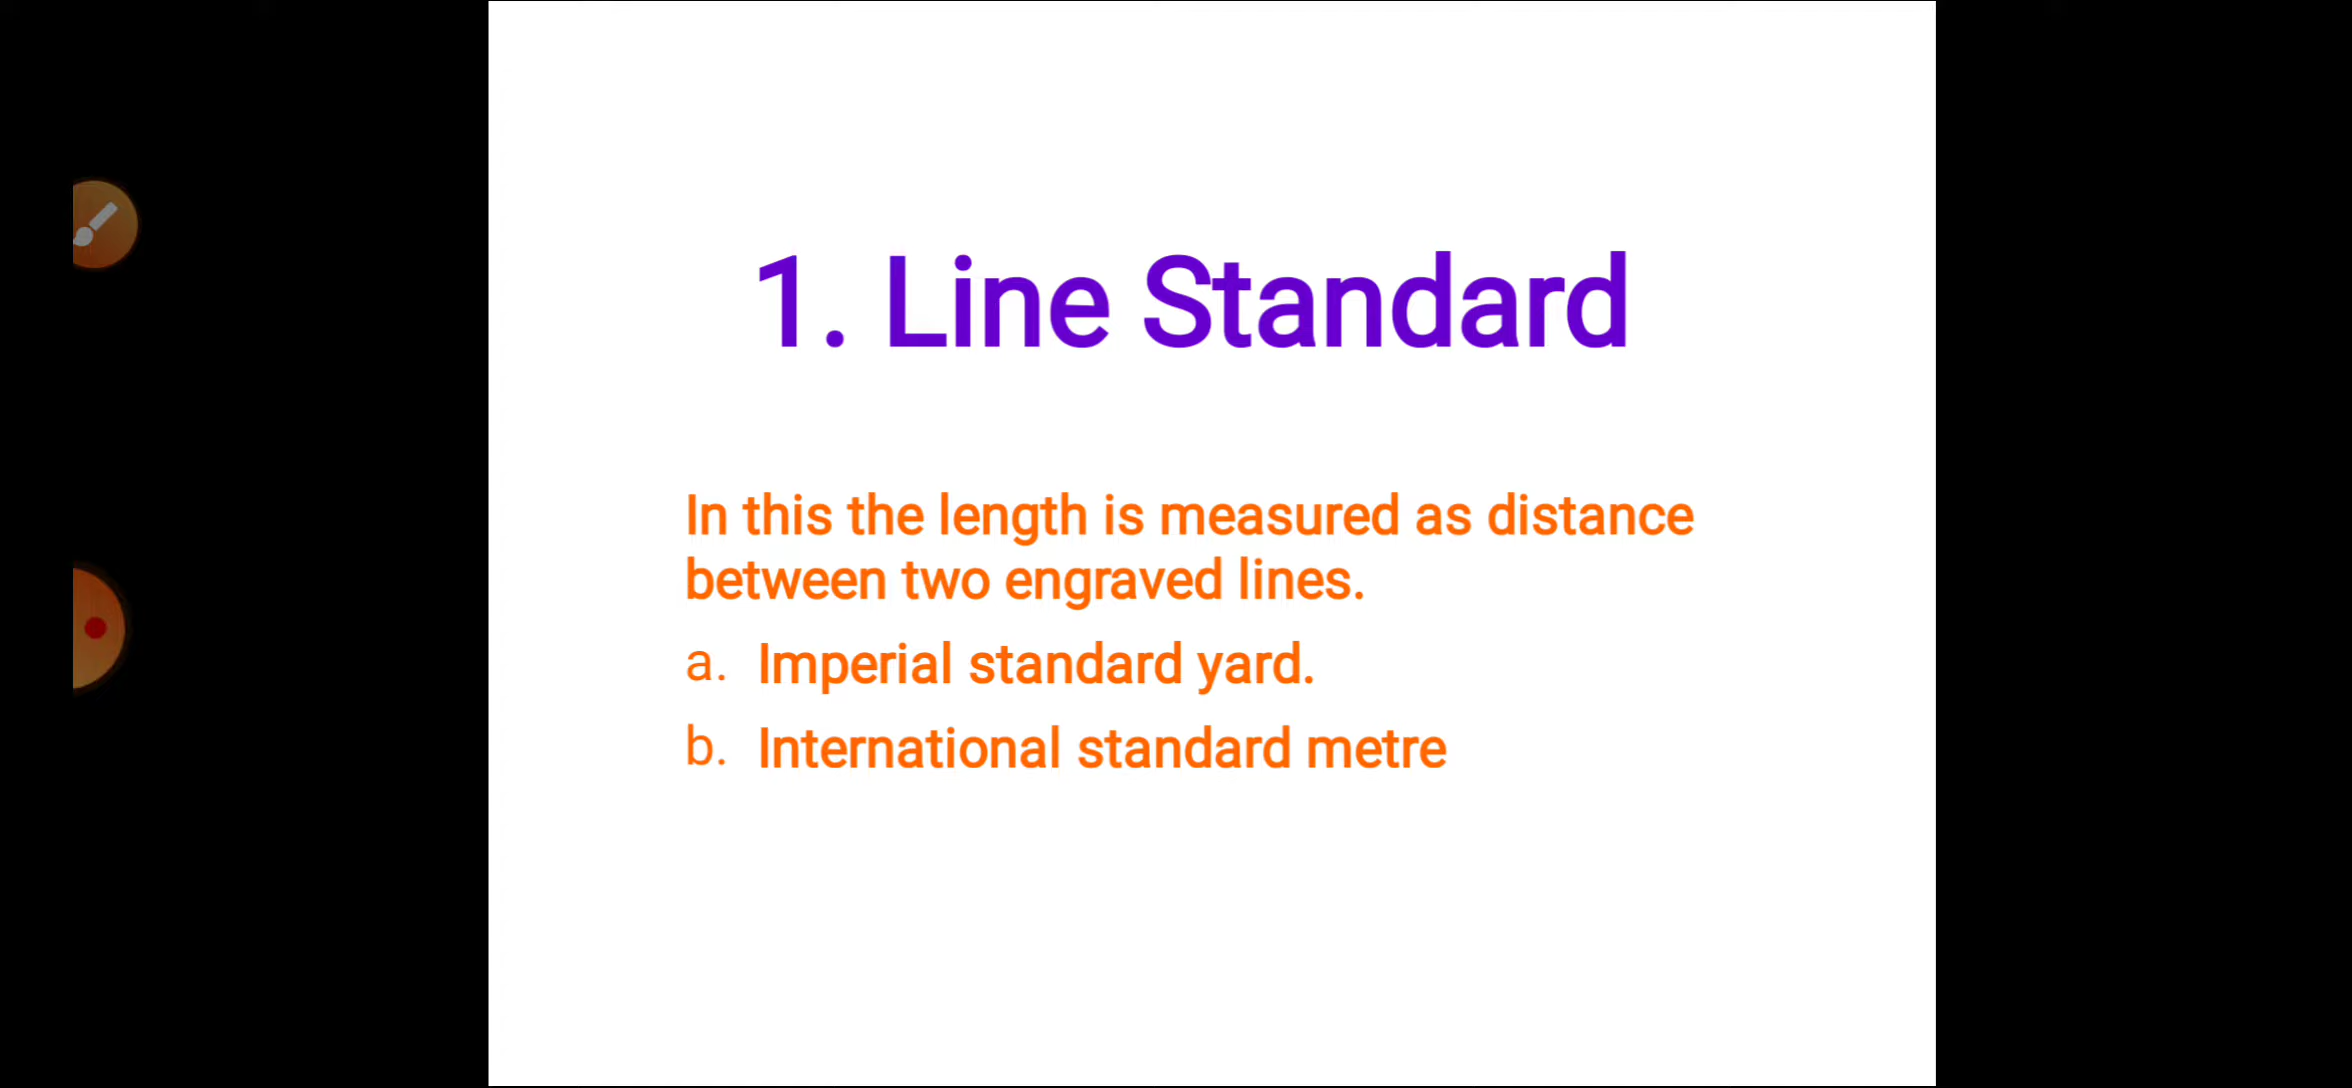 1. Line Standard
In this the length is measured as distance
between two engraved lines.
a. Imperial standard yard.
b. International standard metre